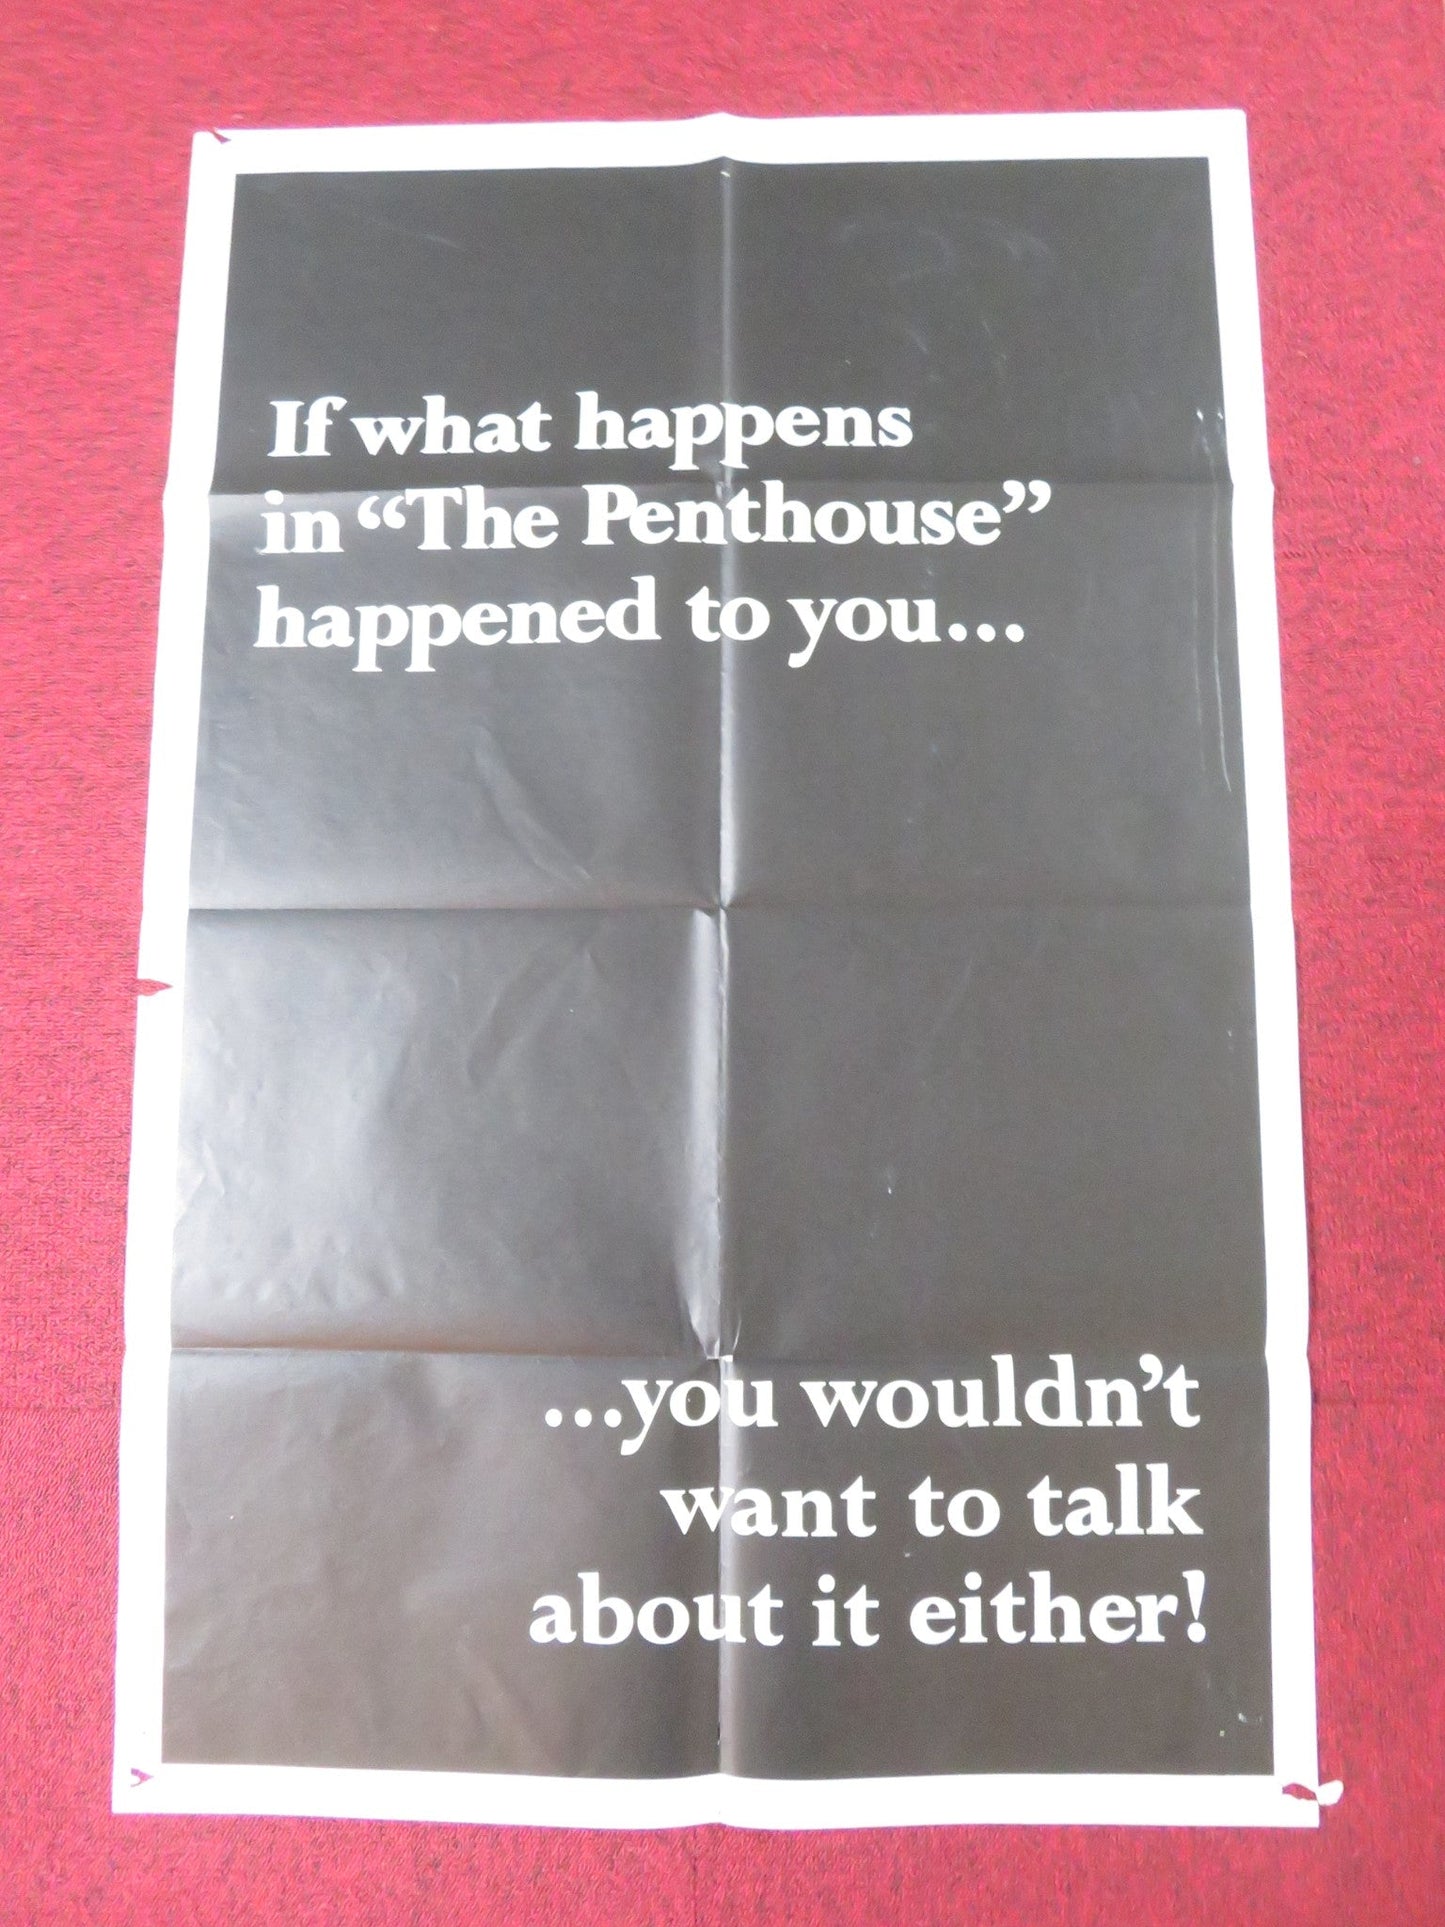 If what happens
in “The Penthouse”
happened to you...
...you wouldn’t
want to talk
about it either!